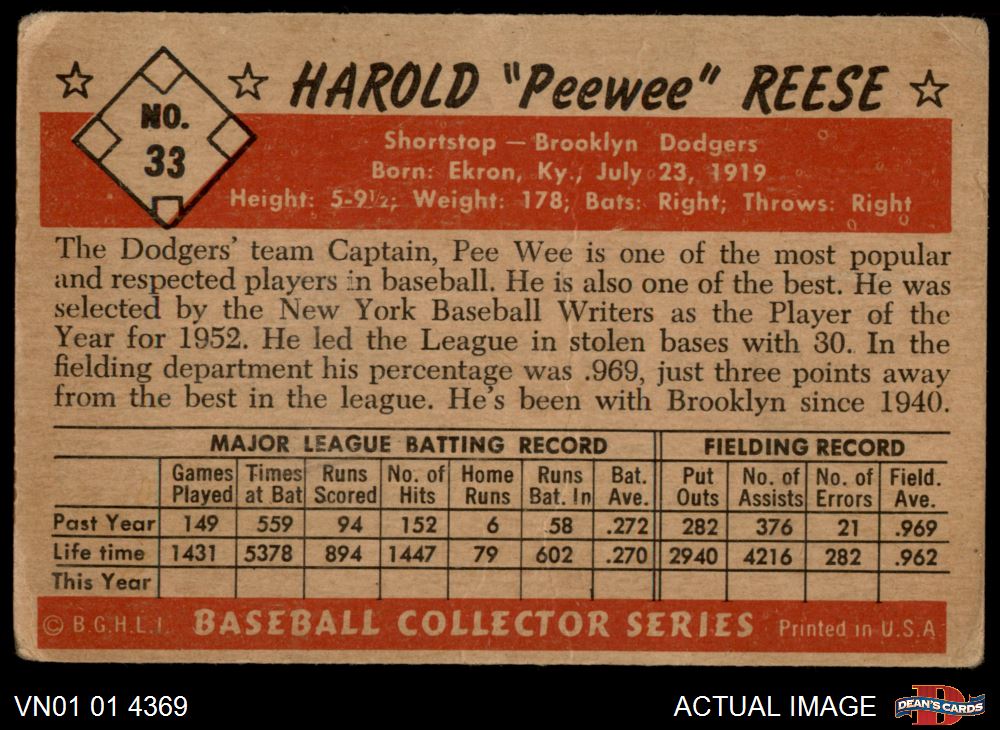 HAROLD "Peewee" REESE
NO.
33
Shortstop — Brooklyn Dodgers
Born: Ekron, Ky., July 23, 1919
Height: 5-9½; Weight: 178; Bats: Right; Throws: Right
The Dodgers' team Captain, Pee Wee is one of the most popular
and respected players in baseball. He is also one of the best. He was
selected by the New York Baseball Writers as the Player of the
Year for 1952. He led the League in stolen bases with 30. In the
fielding department his percentage was .969, just three points away
from the best in the league. He's been with Brooklyn since 1940.
MAJOR LEAGUE BATTING RECORD FIELDING RECORD
Games Times Runs No. of Home Runs Bat. Put No. of No. of Field.
Played at Bat Scored Hits Runs Bat. In Ave. Outs Assists Errors Ave.
Past Year 149 559 94 152 6 58 .272 282 376 21 .969
Life time 1431 5378 894 1447 79 602 .270 2940 4216 282 .962
This Year
© B.G.H.L.I. BASEBALL COLLECTOR SERIES Printed in U.S.A
VN01 01 4369 ACTUAL IMAGE D DEAN'S CARDS